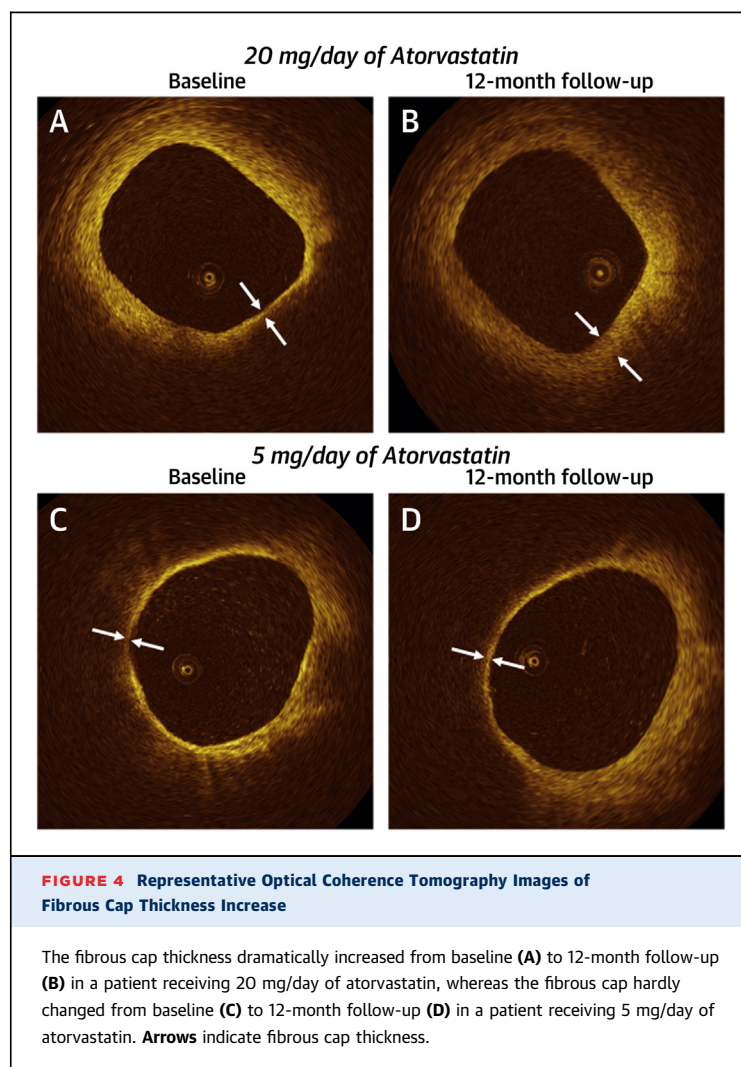 20 mg/day of Atorvastatin
Baseline 12-month follow-up
A B
5 mg/day of Atorvastatin
Baseline 12-month follow-up
C D
FIGURE 4 Representative Optical Coherence Tomography Images of
Fibrous Cap Thickness Increase
The fibrous cap thickness dramatically increased from baseline (A) to 12-month follow-up
(B) in a patient receiving 20 mg/day of atorvastatin, whereas the fibrous cap hardly
changed from baseline (C) to 12-month follow-up (D) in a patient receiving 5 mg/day of
atorvastatin. Arrows indicate fibrous cap thickness.